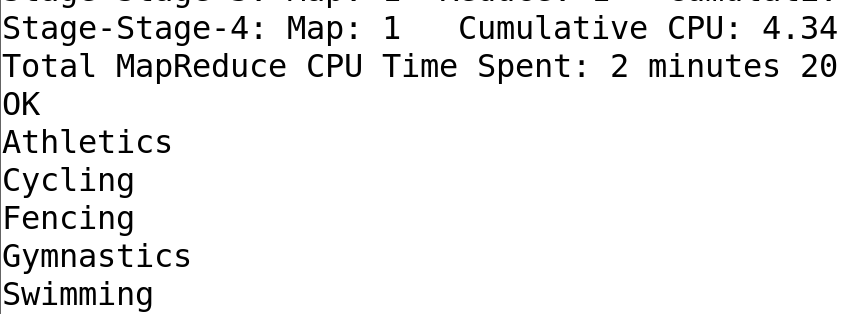 Stage-Stage-4: Map: 1   Cumulative CPU: 4.34
Total MapReduce CPU Time Spent: 2 minutes 20
OK
Athletics
Cycling
Fencing
Gymnastics
Swimming